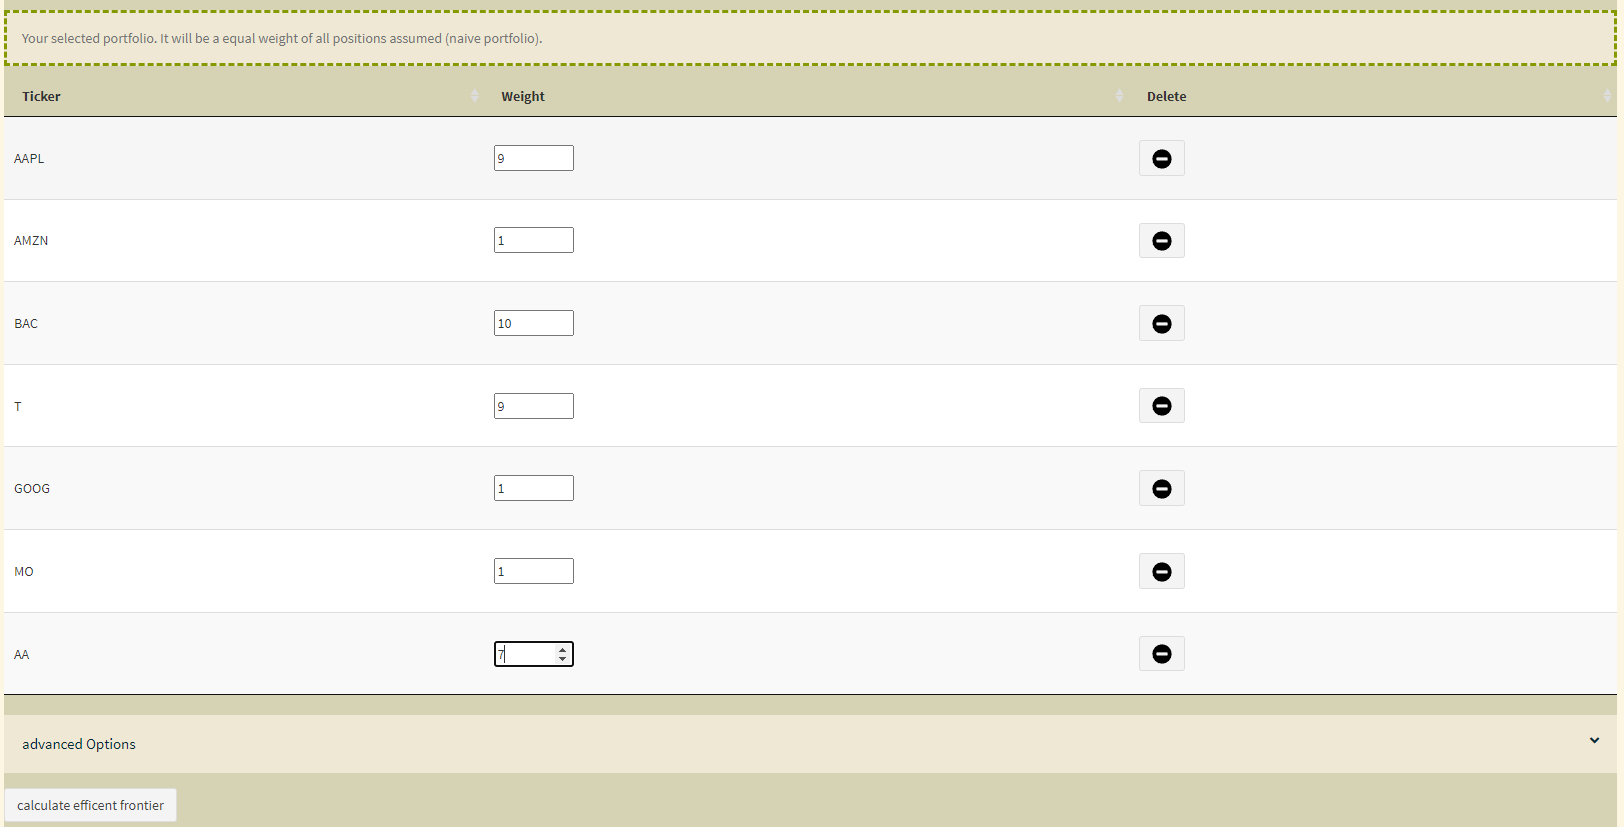 Your selected portfolio. It will be a equal weight of all positions assumed (naive portfolio).
Ticker Weight Delete
AAPL 9
AMZN 1
BAC 10
T 9
GOOG 1
MO 1
AA 7
advanced Options
calculate efficent frontier